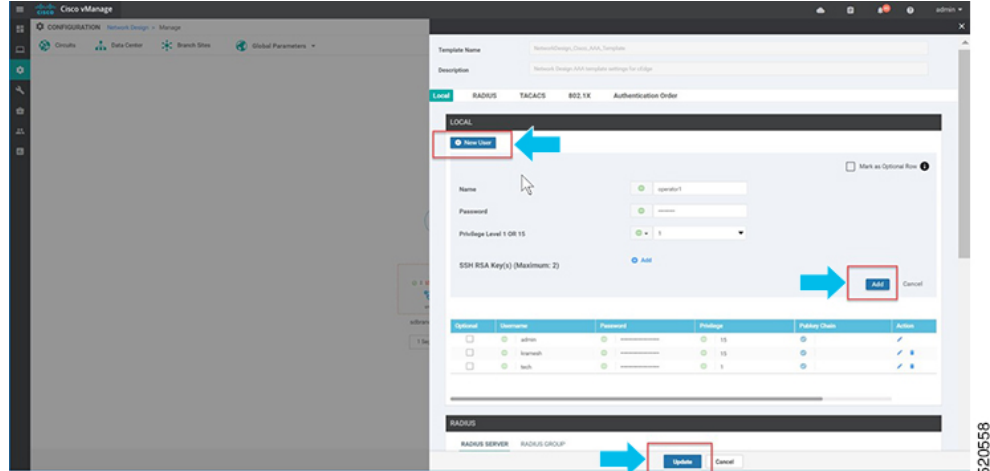 cisco Cisco vManage admin
CONFIGURATION Network Design > Manage
Circuits Data Center Branch Sites Global Parameters
Template Name NetworkDesign_Cisco_AAA_Template
Description Network Design AAA template settings for cEdge
Local RADIUS TACACS 802.1X Authentication Order
LOCAL
New User
Mark as Optional Row
Name operator1
Password
Privilege Level 1 OR 15 1
SSH RSA Key(s) (Maximum: 2) Add
Add Cancel
Optional Username Password Privilege Pubkey Chain Action
admin 15
15
tech 1
1
RADIUS
RADIUS SERVER RADIUS GROUP
Update Cancel